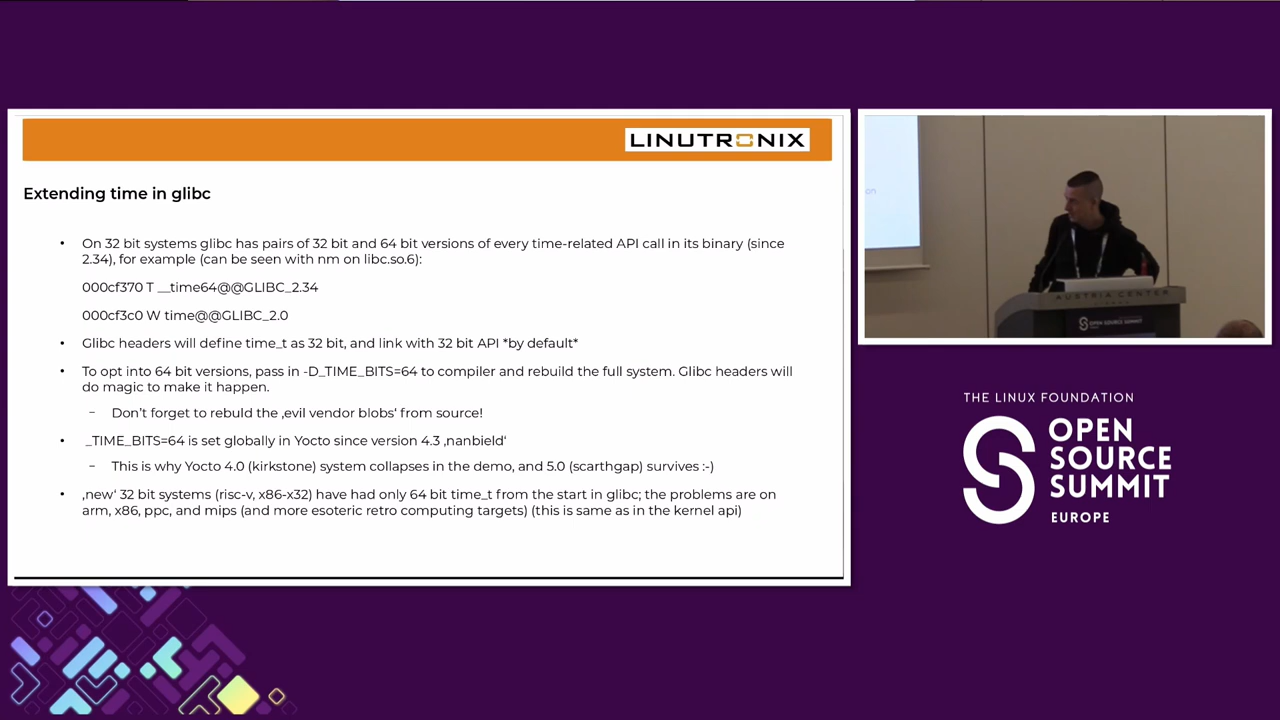 LINUTRONIX
Extending time in glibc
• On 32 bit systems glibc has pairs of 32 bit and 64 bit versions of every time-related API call in its binary (since
2.34), for example (can be seen with nm on libc.so.6):
000cf370 T __time64@@GLIBC_2.34
000cf3c0 W time@@GLIBC_2.0
• Glibc headers will define time_t as 32 bit, and link with 32 bit API *by default*
• To opt into 64 bit versions, pass in -D_TIME_BITS=64 to compiler and rebuild the full system. Glibc headers will
do magic to make it happen.
– Don't forget to rebuld the ‚evil vendor blobs' from source!
• _TIME_BITS=64 is set globally in Yocto since version 4.3 ‚nanbield'
– This is why Yocto 4.0 (kirkstone) system collapses in the demo, and 5.0 (scarthgap) survives :-)
• ‚new' 32 bit systems (risc-v, x86-x32) have had only 64 bit time_t from the start in glibc; the problems are on
arm, x86, ppc, and mips (and more esoteric retro computing targets) (this is same as in the kernel api)
AUSTRIA CENTER
OPEN SOURCE SUMMIT
THE LINUX FOUNDATION
OPEN
SOURCE
SUMMIT
EUROPE